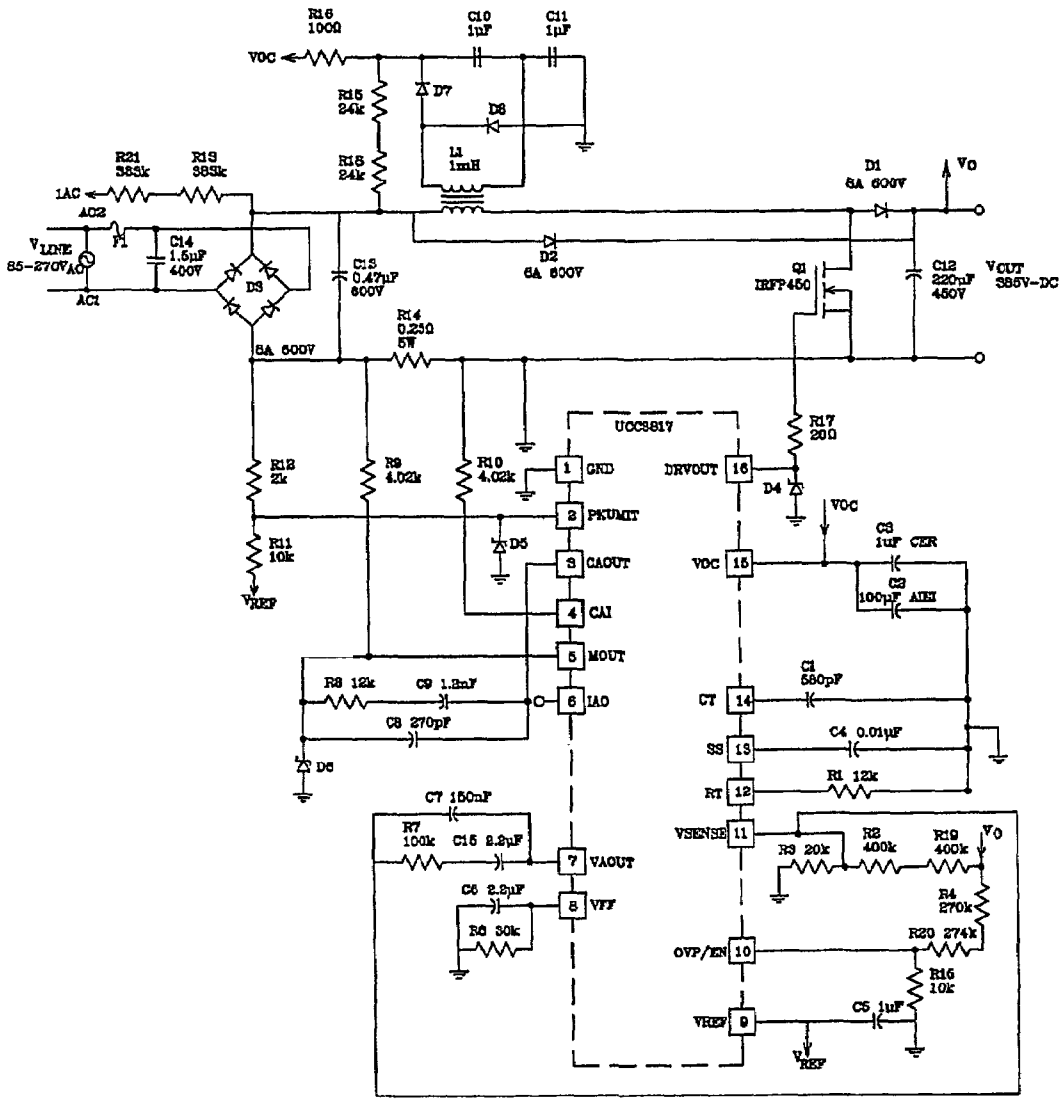 R16
100Ω
C10
1µF
C11
1µF
VOC
D7
R15
24k
D8
L1
1mH
R18
24k
R21
383k
R13
383k
IAC
AC2
F1
VLINE
85-270VAC
C14
1.5µF
400V
AC1
D3
6A 600V
C13
0.47µF
600V
D1
8A 600V
VO
D2
6A 600V
Q1
IRFP450
C12
220µF
450V
VOUT
385V-DC
R14
0.25Ω
5W
R17
20Ω
UCC3817
R12
2k
R9
4.02k
R10
4.02k
1 GND
DRVOUT 16
D4
R11
10k
VREF
2 PKUMIT
D5
3 CAOUT
VOC
VOC 15
C3
1uF CER
C2
100µF AIEI
4 CAI
5 MOUT
R8 12k
C9 1.2nF
6 IAO
C8 270pF
D6
C1
560pF
CT 14
C4 0.01µF
SS 13
R1 12k
RT 12
C7 150nF
R7
100k
C15 2.2µF
7 VAOUT
VSENSE 11
R3 20k
R2
400k
R19
400k
VO
R4
270k
C6 2.2µF
8 VFF
R6 30k
R20 274k
OVP/EN 10
R16
10k
VREF 9
C5 1uF
VREF